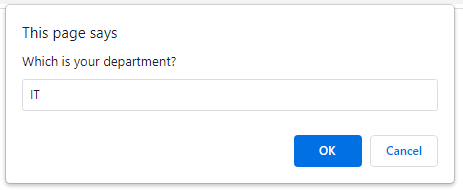 This page says
Which is your department?
IT
OK Cancel